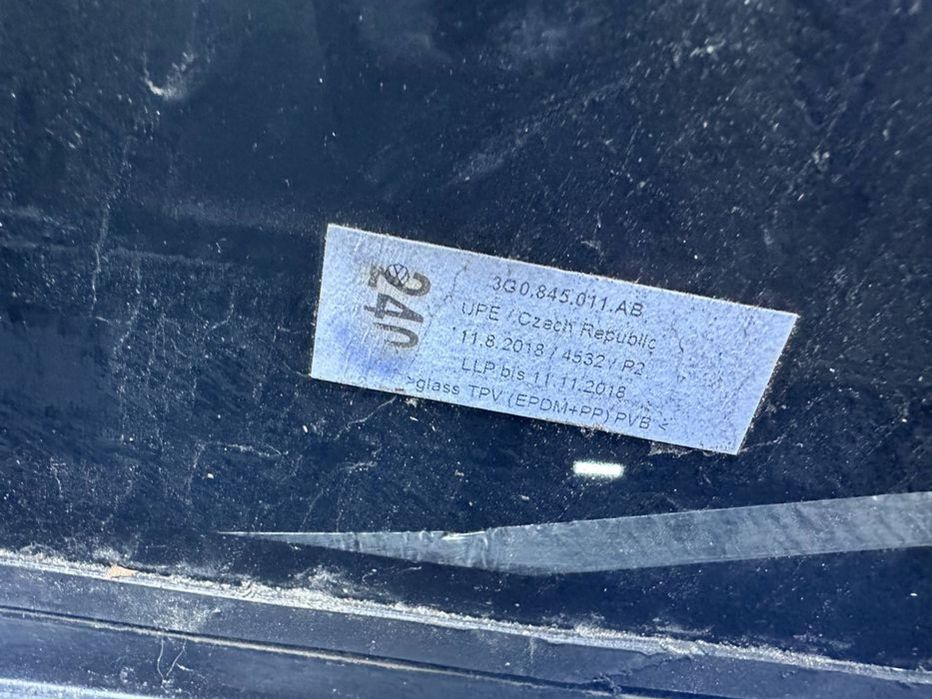 240
3G0.845.011.AB
UPE / Czech Republic
11.8.2018 / 4532 / P2
LLP bis 11.11.2018
>glass TPV (EPDM+PP) PVB <